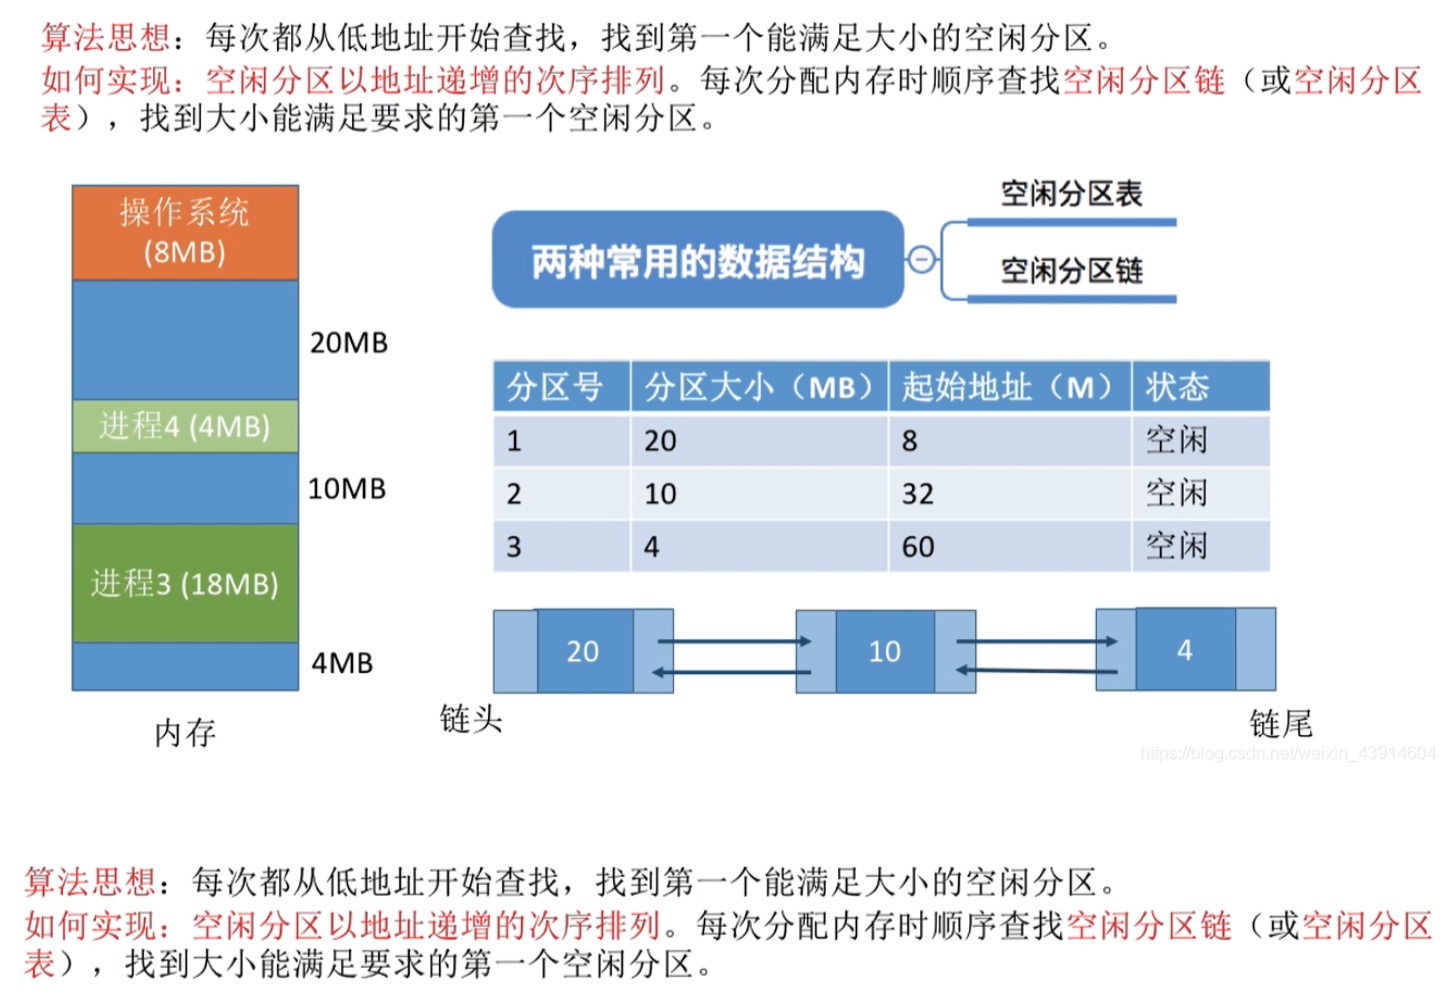 算法思想：每次都从低地址开始查找，找到第一个能满足大小的空闲分区。
如何实现：空闲分区以地址递增的次序排列。每次分配内存时顺序查找空闲分区链（或空闲分区
表），找到大小能满足要求的第一个空闲分区。
操作系统
(8MB)
20MB
进程4 (4MB)
10MB
进程3 (18MB)
4MB
内存
两种常用的数据结构
空闲分区表
空闲分区链
分区号 分区大小（MB） 起始地址（M） 状态
1 20 8 空闲
2 10 32 空闲
3 4 60 空闲
20 10 4
链头
链尾
https://blog.csdn.net/weixin_43914604
算法思想：每次都从低地址开始查找，找到第一个能满足大小的空闲分区。
如何实现：空闲分区以地址递增的次序排列。每次分配内存时顺序查找空闲分区链（或空闲分区
表），找到大小能满足要求的第一个空闲分区。